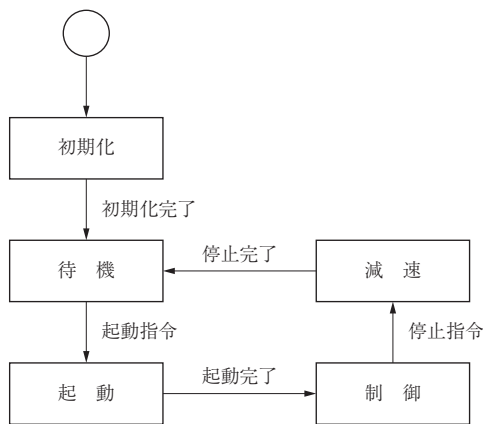 初期化
初期化完了
待 機
停止完了
減 速
起動指令
停止指令
起 動
起動完了
制 御